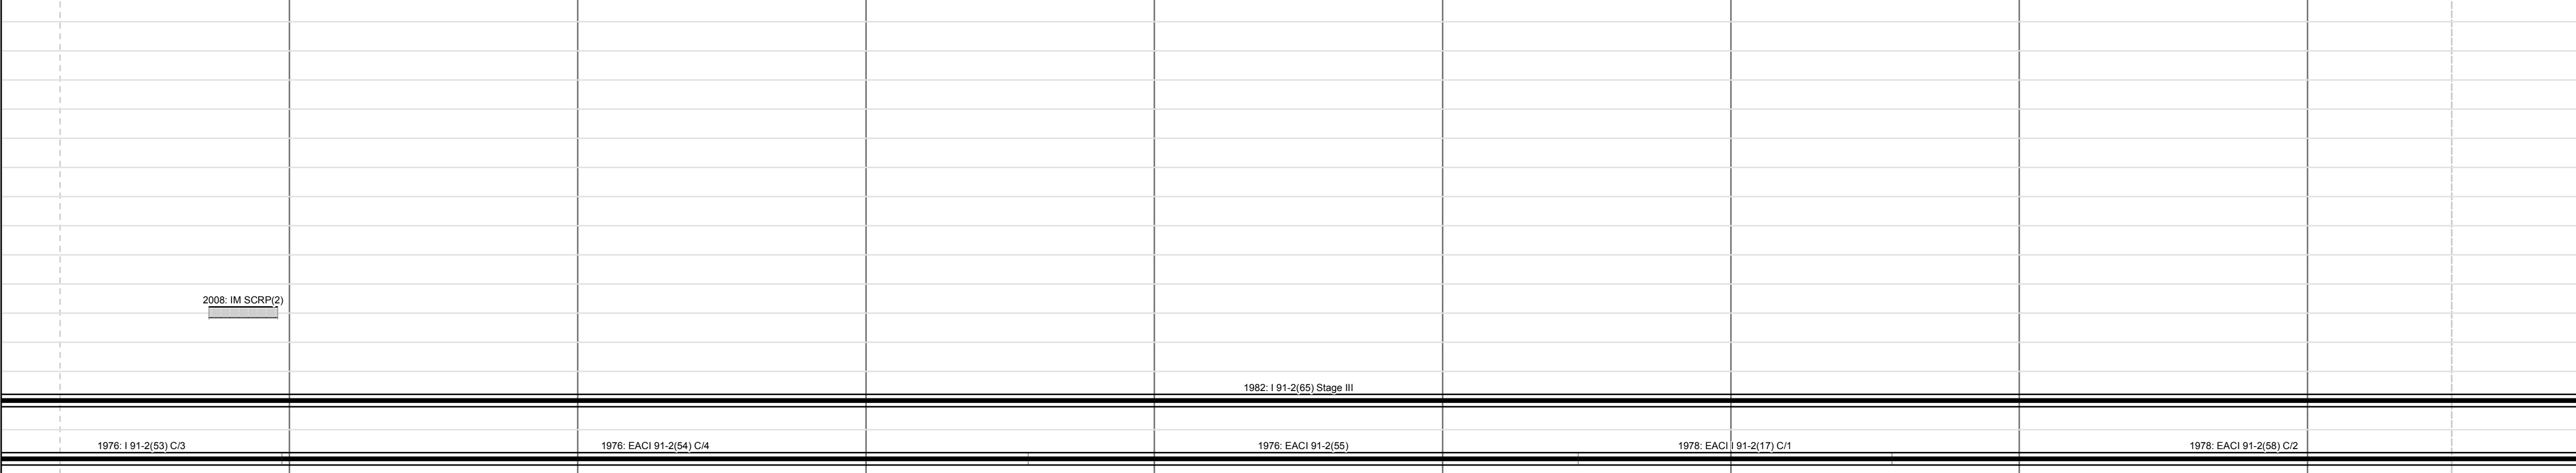 2008: IM SCRP(2)
1982: I 91-2(65) Stage III
1976: I 91-2(53) C/3
1976: EACI 91-2(54) C/4
1976: EACI 91-2(55)
1978: EACI I 91-2(17) C/1
1978: EACI 91-2(58) C/2